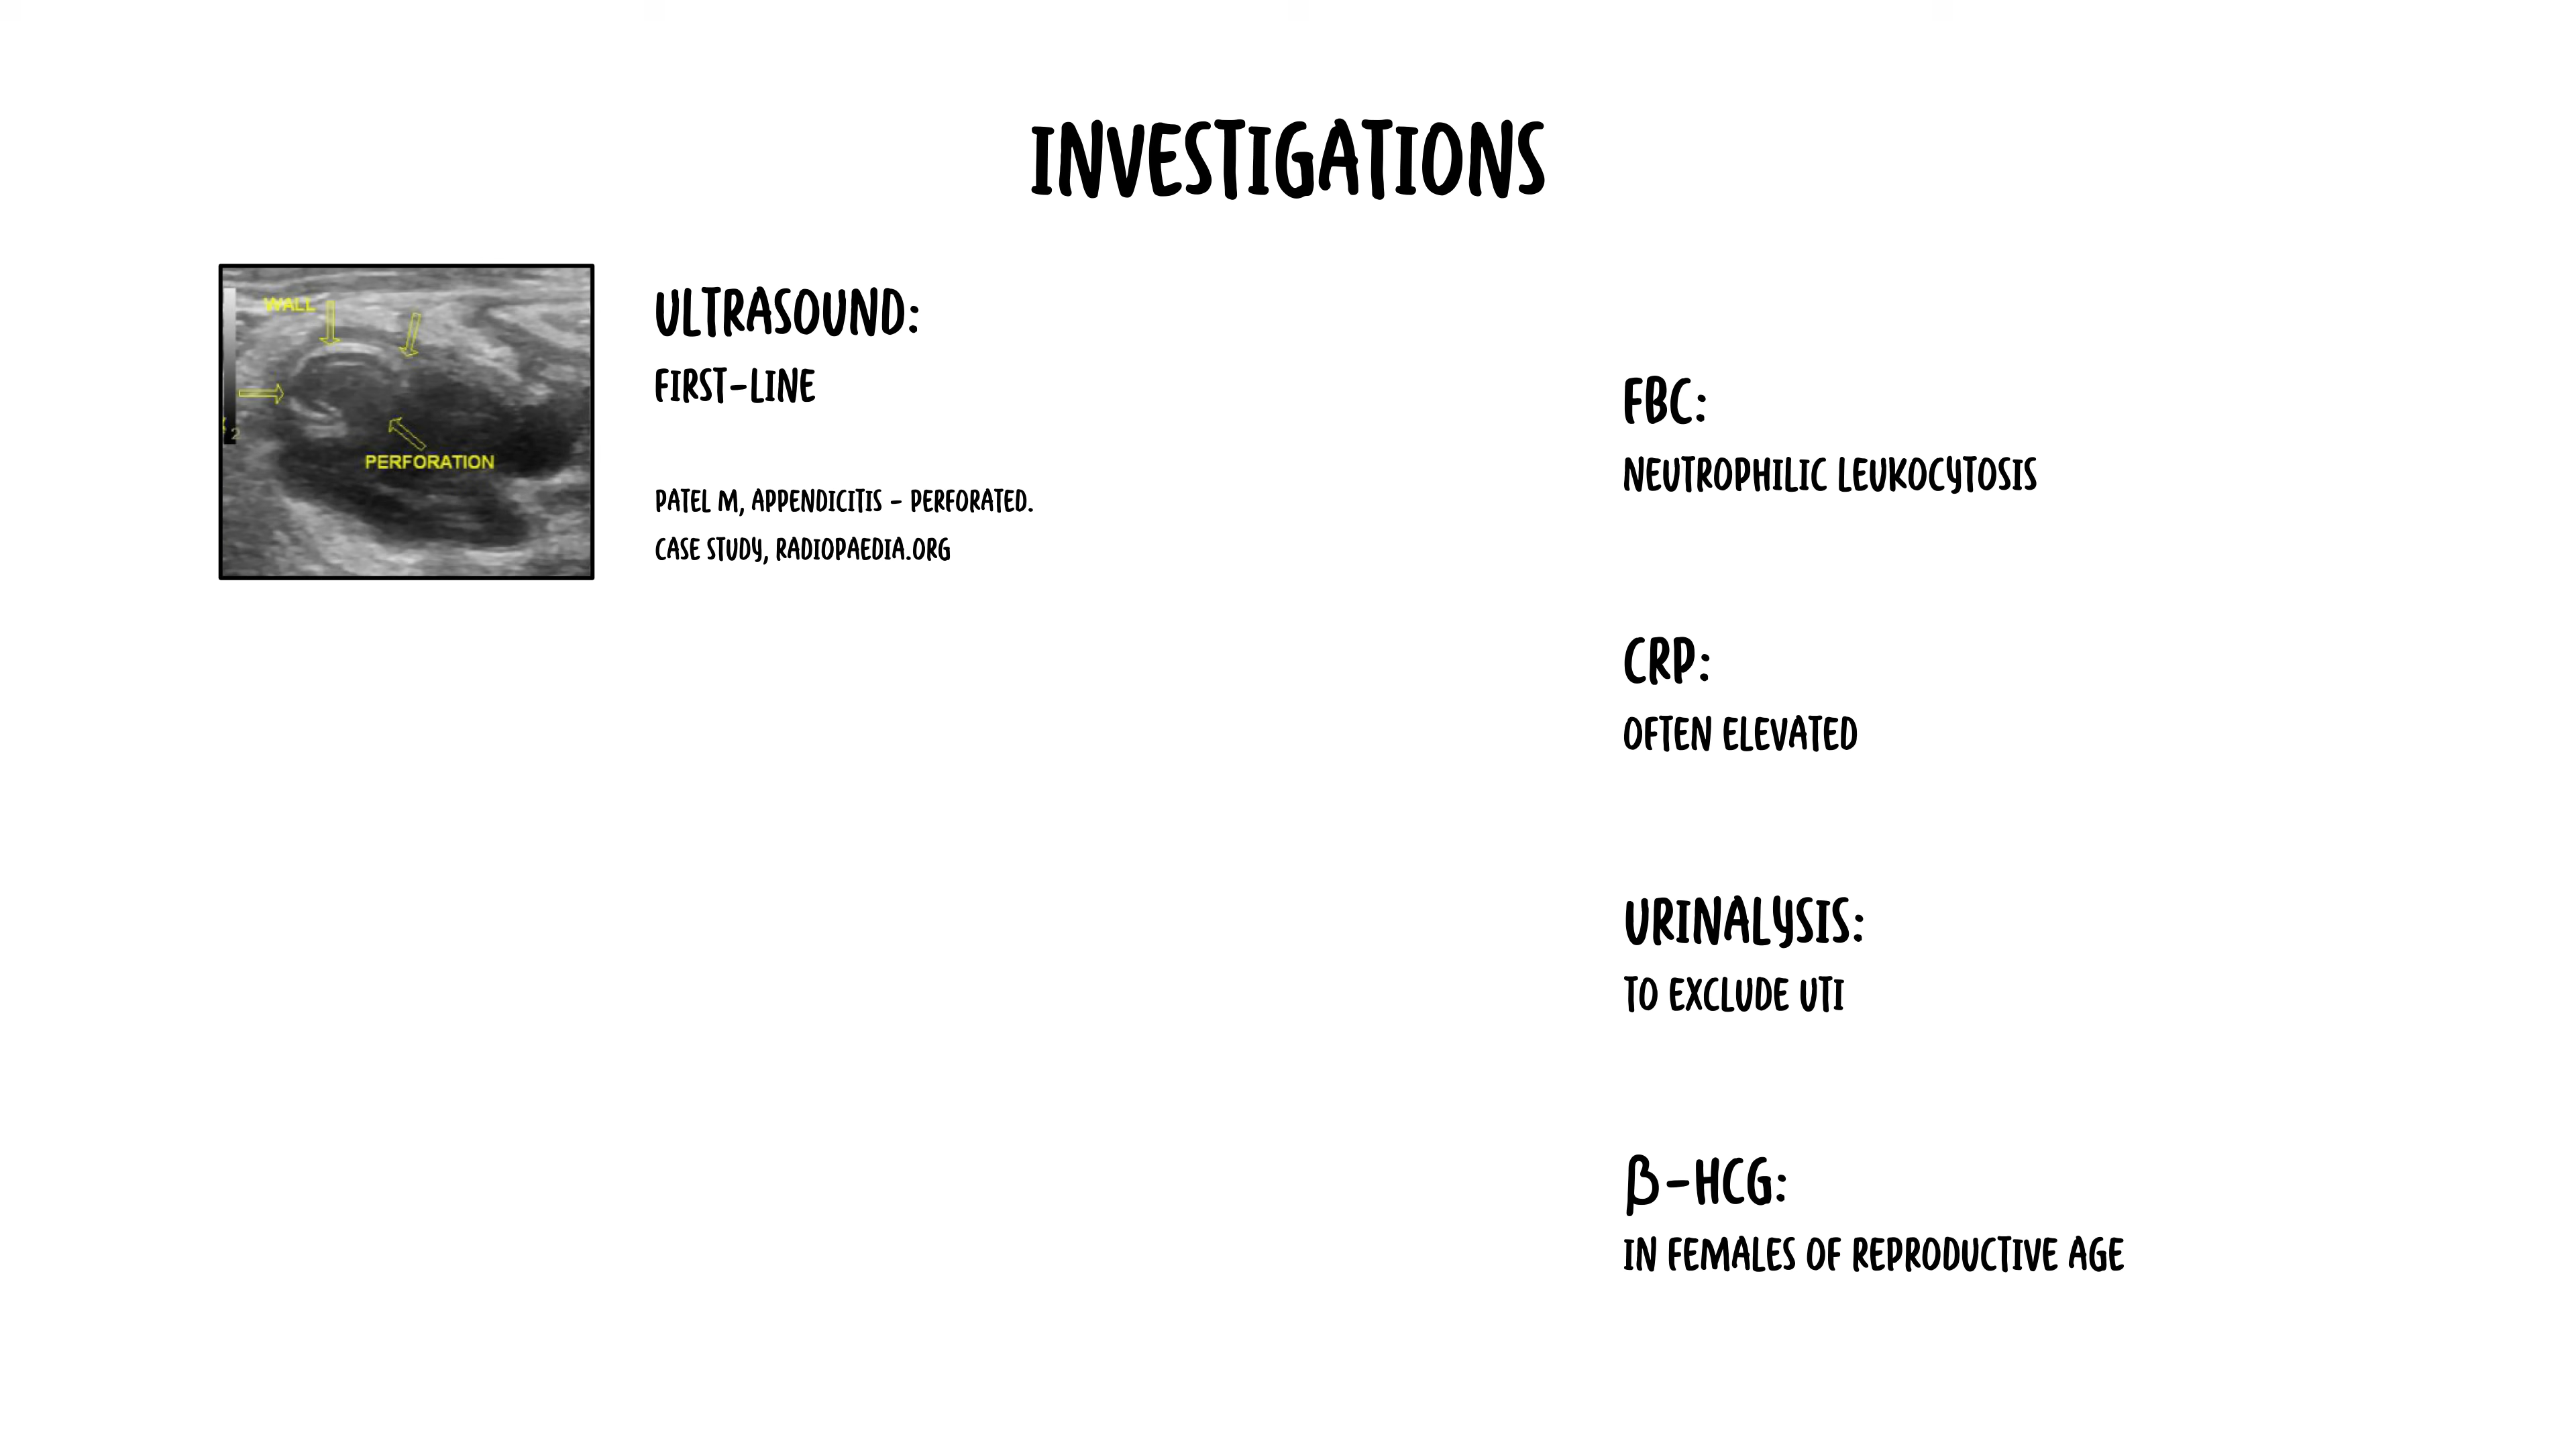 INVESTIGATIONS
WALL
PERFORATION
2
ULTRASOUND:
FIRST-LINE
PATEL M, APPENDICITIS - PERFORATED.
CASE STUDY, RADIOPAEDIA.ORG
FBC:
NEUTROPHILIC LEUKOCYTOSIS
CRP:
OFTEN ELEVATED
URINALYSIS:
TO EXCLUDE UTI
β-HCG:
IN FEMALES OF REPRODUCTIVE AGE